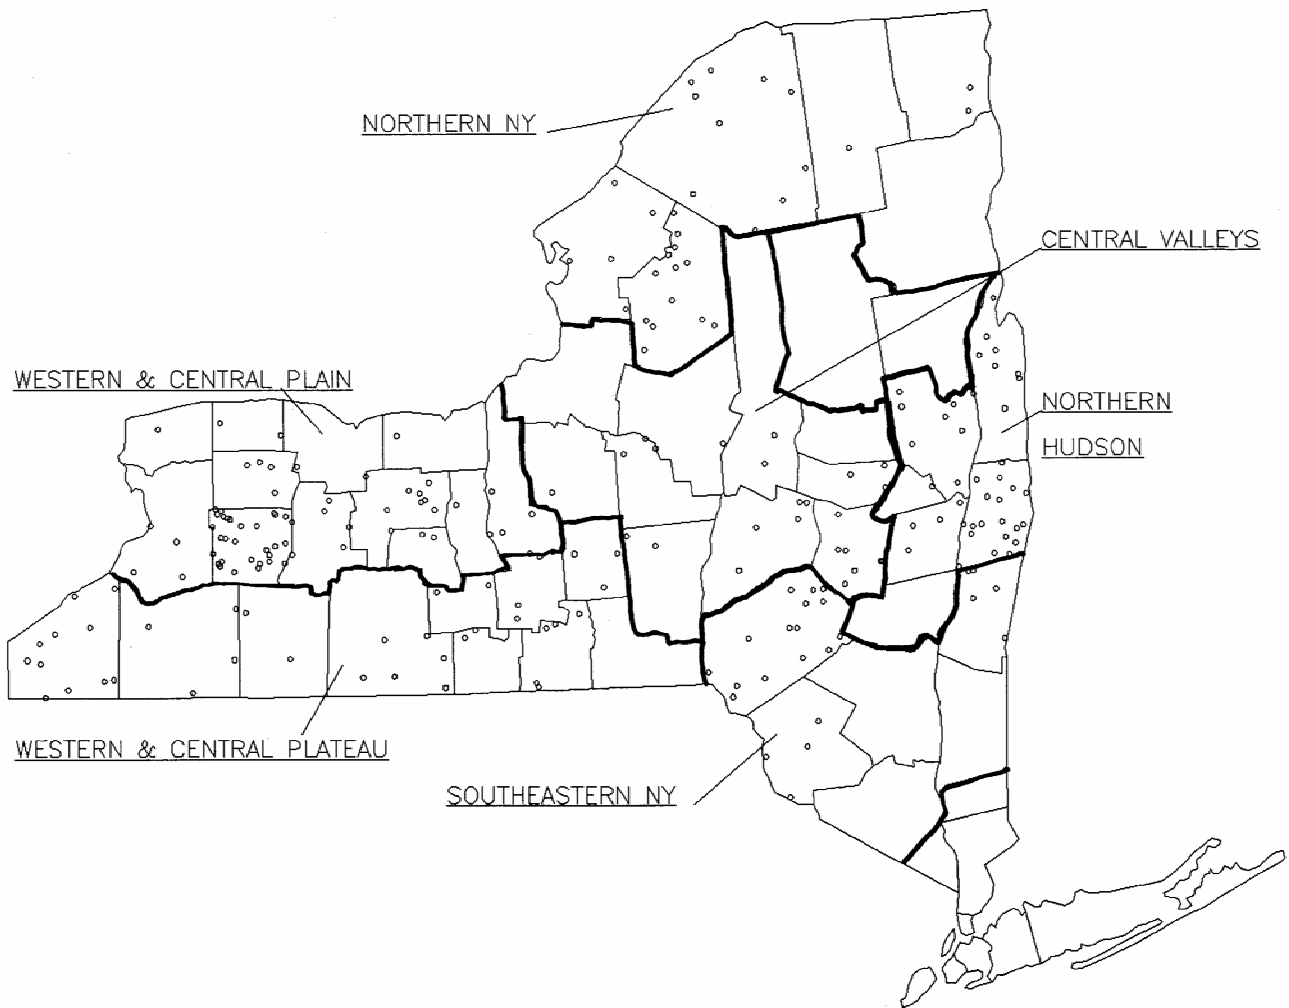 NORTHERN NY
CENTRAL VALLEYS
WESTERN & CENTRAL PLAIN
NORTHERN
HUDSON
WESTERN & CENTRAL PLATEAU
SOUTHEASTERN NY